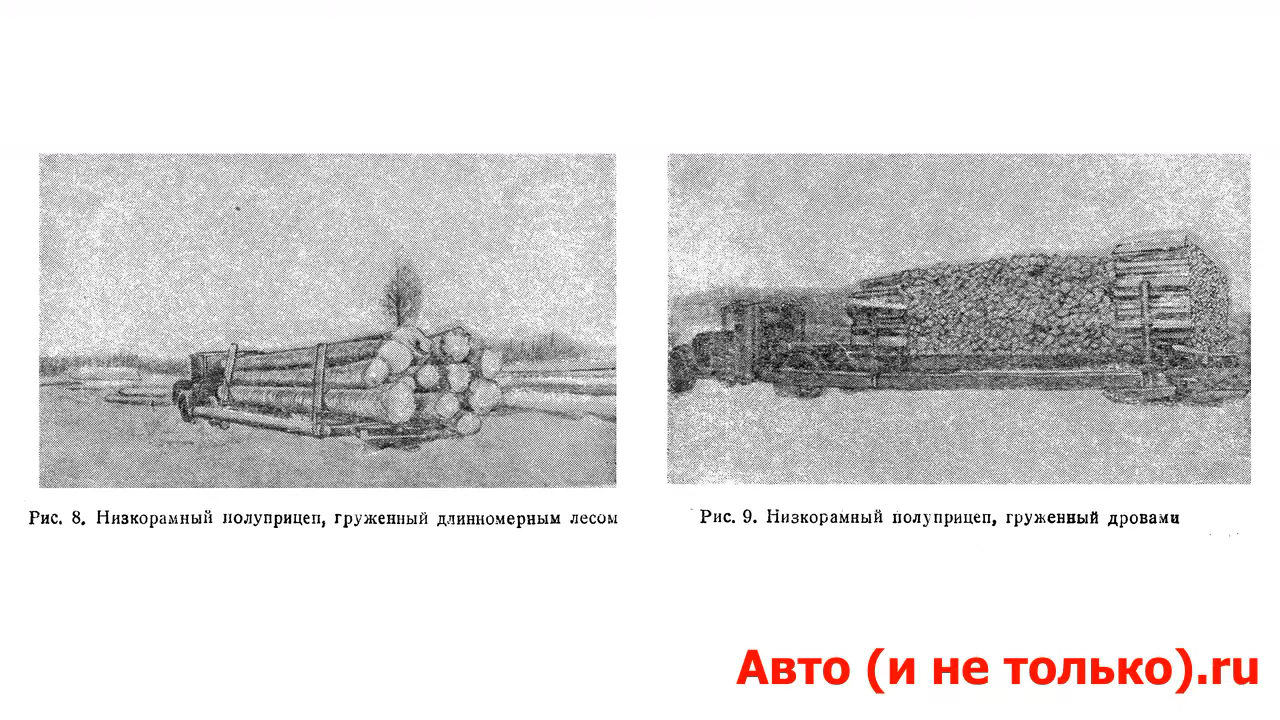 Рис. 8. Низкорамный полуприцеп, груженный длинномерным лесом
Рис. 9. Низкорамный полуприцеп, груженный дровами
Авто (и не только).ru